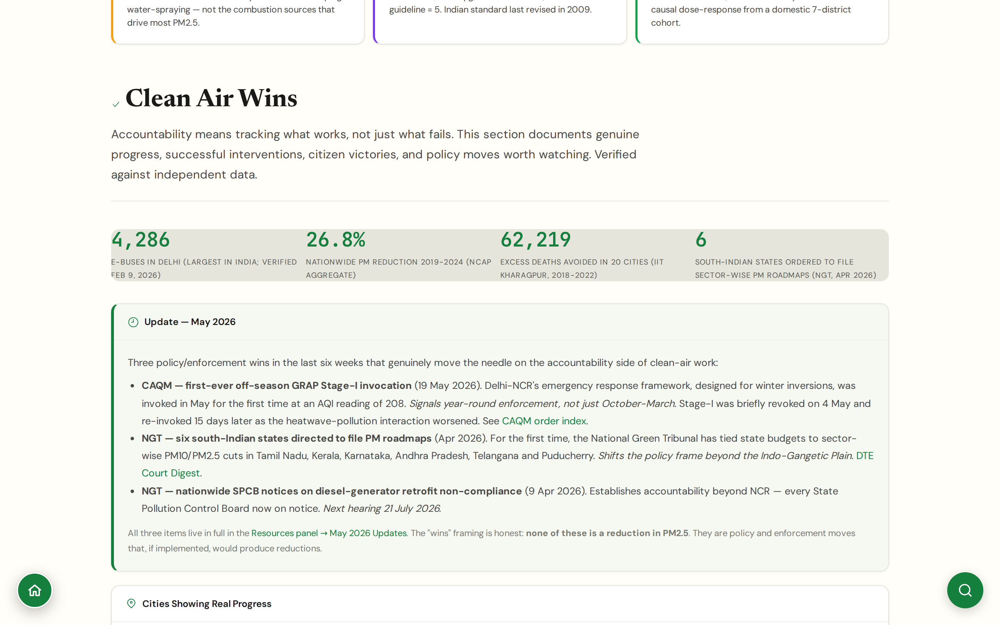 water-spraying — not the combustion sources that
drive most PM2.5.
guideline = 5. Indian standard last revised in 2009.
causal dose-response from a domestic 7-district
cohort.
Clean Air Wins
Accountability means tracking what works, not just what fails. This section documents genuine
progress, successful interventions, citizen victories, and policy moves worth watching. Verified
against independent data.
4,286
E-BUSES IN DELHI (LARGEST IN INDIA; VERIFIED
FEB 9, 2026)
26.8%
NATIONWIDE PM REDUCTION 2019-2024 (NCAP
AGGREGATE)
62,219
EXCESS DEATHS AVOIDED IN 20 CITIES (IIT
KHARAGPUR, 2018-2022)
6
SOUTH-INDIAN STATES ORDERED TO FILE
SECTOR-WISE PM ROADMAPS (NGT, APR 2026)
Update — May 2026
Three policy/enforcement wins in the last six weeks that genuinely move the needle on the accountability side of clean-air work:
• CAQM — first-ever off-season GRAP Stage-I invocation (19 May 2026). Delhi-NCR's emergency response framework, designed for winter inversions, was
invoked in May for the first time at an AQI reading of 208. Signals year-round enforcement, not just October-March. Stage-I was briefly revoked on 4 May and
re-invoked 15 days later as the heatwave-pollution interaction worsened. See CAQM order index.
• NGT — six south-Indian states directed to file PM roadmaps (Apr 2026). For the first time, the National Green Tribunal has tied state budgets to sector-
wise PM10/PM2.5 cuts in Tamil Nadu, Kerala, Karnataka, Andhra Pradesh, Telangana and Puducherry. Shifts the policy frame beyond the Indo-Gangetic Plain. DTE
Court Digest.
• NGT — nationwide SPCB notices on diesel-generator retrofit non-compliance (9 Apr 2026). Establishes accountability beyond NCR — every State
Pollution Control Board now on notice. Next hearing 21 July 2026.
All three items live in full in the Resources panel → May 2026 Updates. The "wins" framing is honest: none of these is a reduction in PM2.5. They are policy and enforcement moves
that, if implemented, would produce reductions.
Cities Showing Real Progress